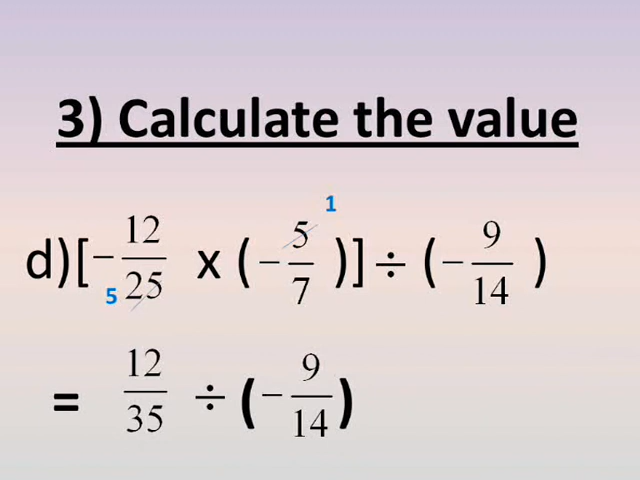 3) Calculate the value
1
d)[-12/25 x (-5/7)] ÷ (-9/14)
5
= 12/35 ÷ (-9/14)